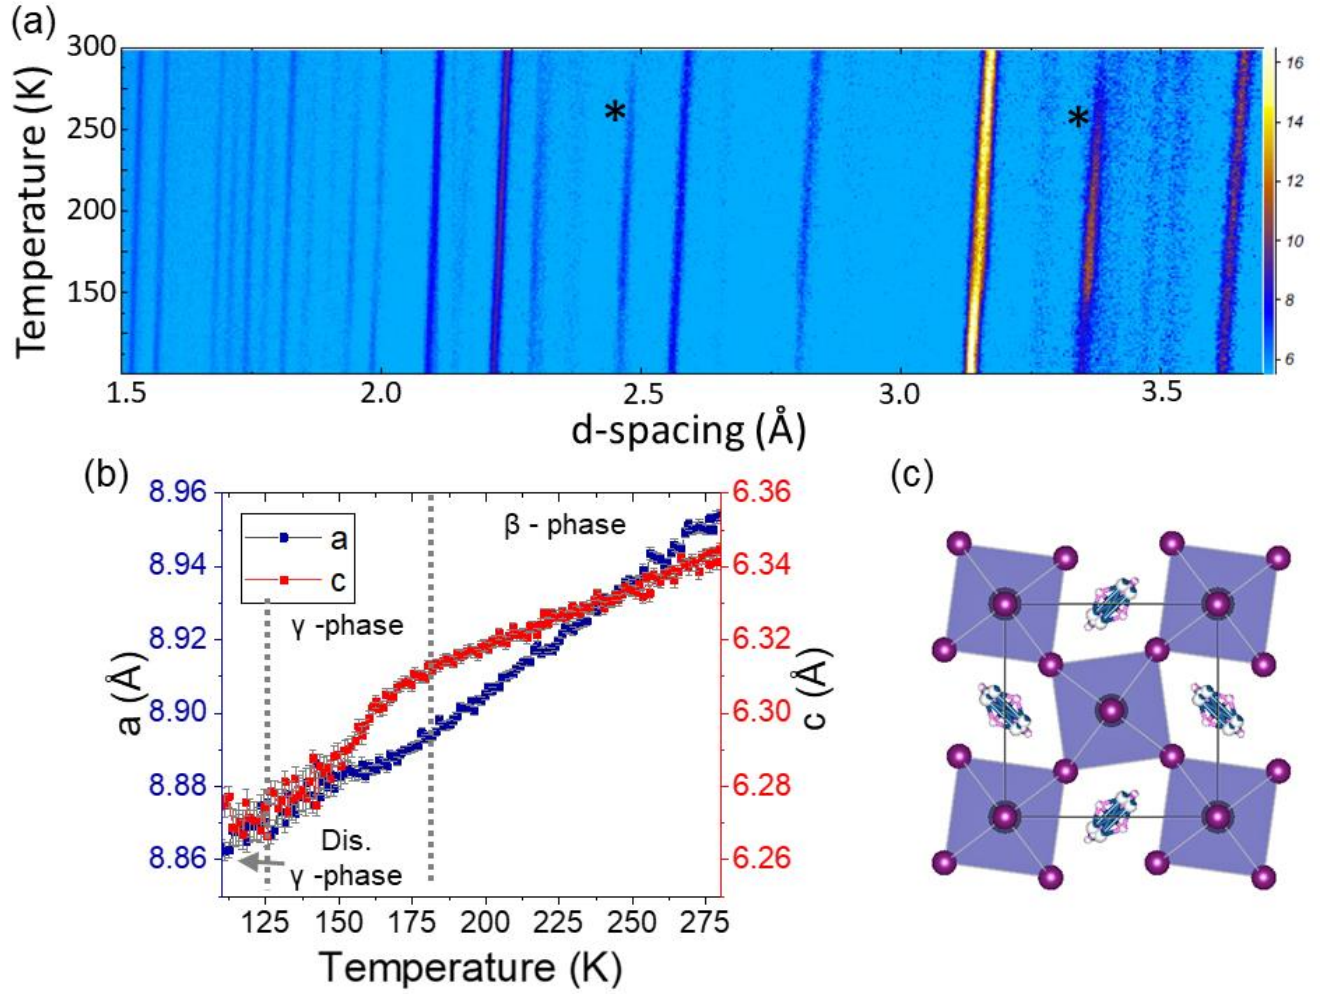 (a)
300
250
200
150
Temperature (K)
*
*
16
14
12
10
8
6
1.5 2.0 2.5 3.0 3.5
d-spacing (Å)
(b)
8.96
8.94
8.92
8.90
8.88
8.86
a (Å)
a
c
β - phase
γ -phase
Dis.
γ -phase
6.36
6.34
6.32
6.30
6.28
6.26
c (Å)
125 150 175 200 225 250 275
Temperature (K)
(c)